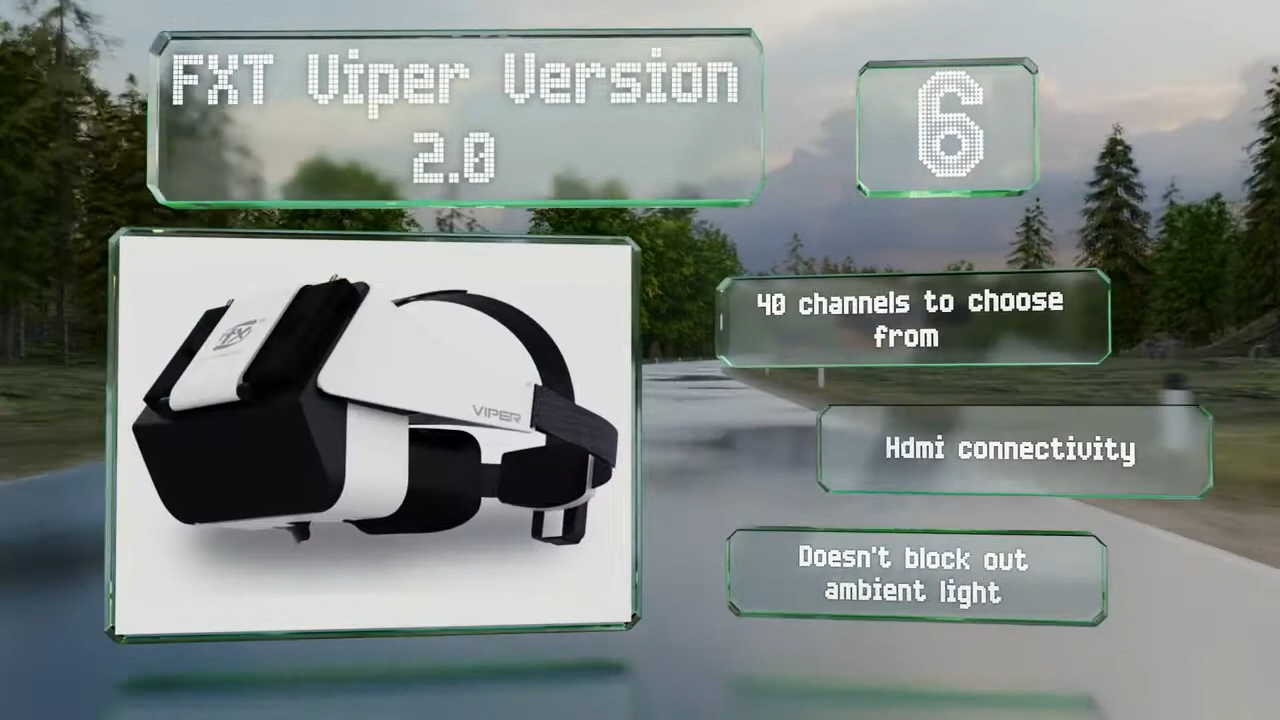 FXT Viper Version
2.0
6
fxt
VIPER
40 channels to choose
from
Hdmi connectivity
Doesn't block out
ambient light